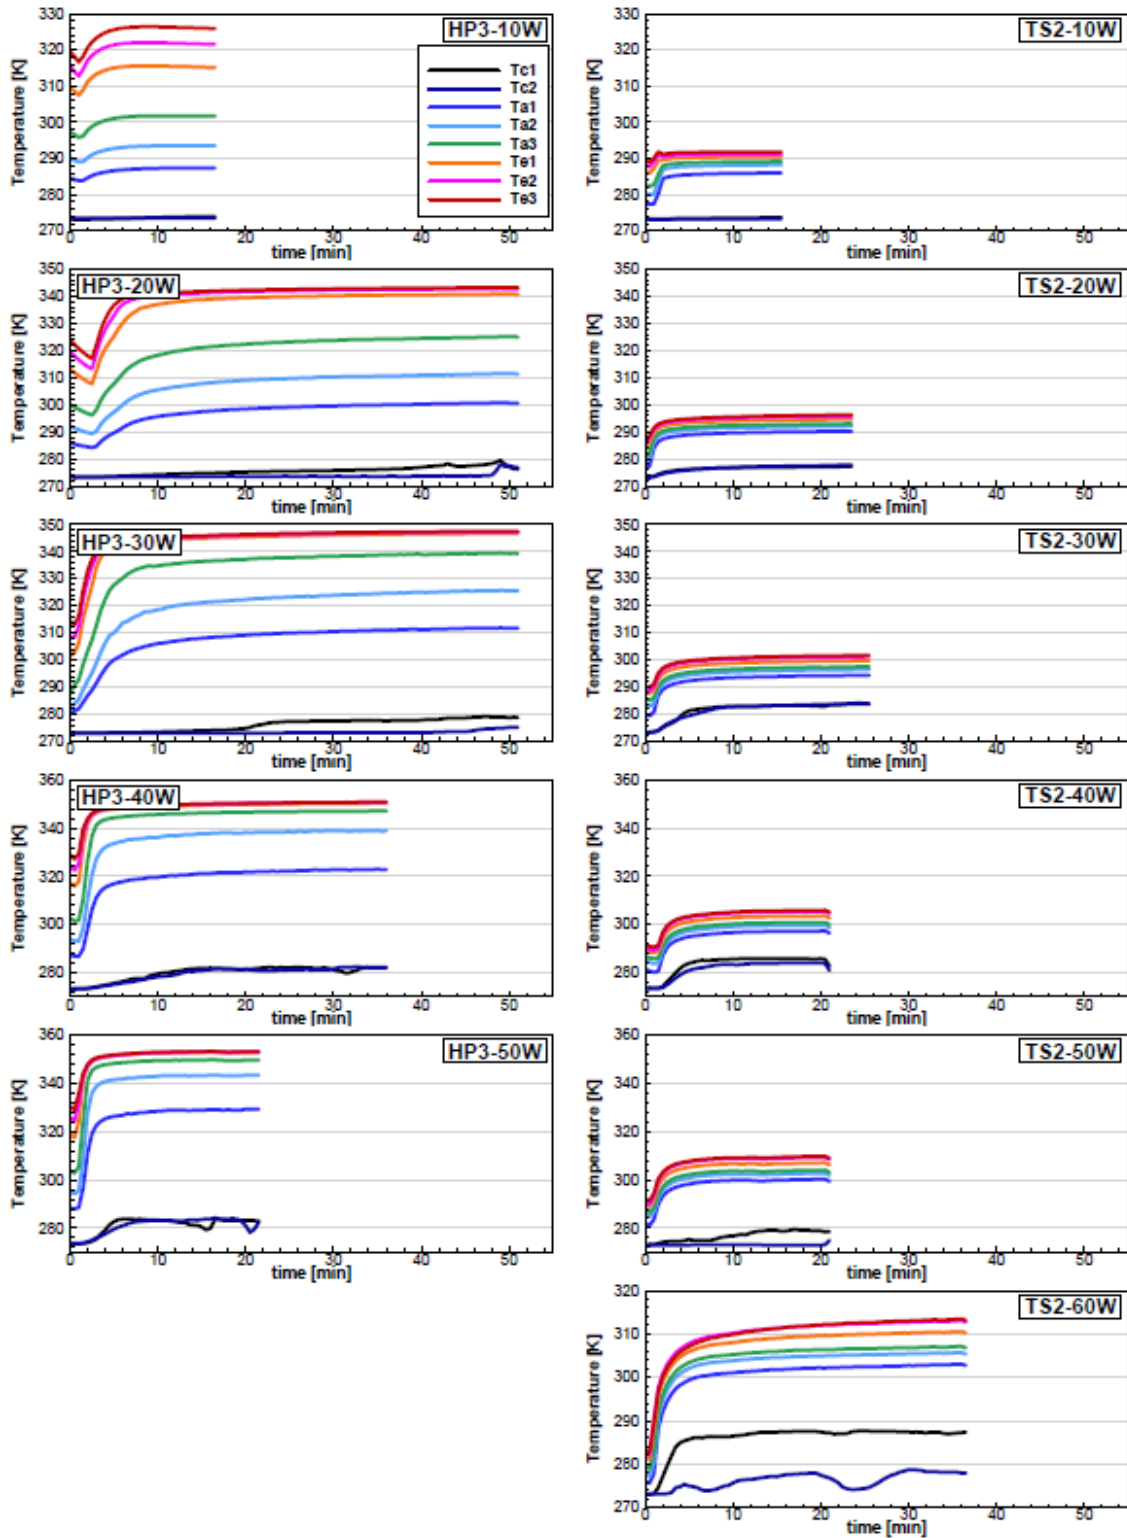 HP3-10W
Temperature [K]
330
320
310
300
290
280
270
Tc1
Tc2
Ta1
Ta2
Ta3
Te1
Te2
Te3
0 10 20 30 40 50
time [min]
TS2-10W
Temperature [K]
330
320
310
300
290
280
270
0 10 20 30 40 50
time [min]
HP3-20W
Temperature [K]
350
340
330
320
310
300
290
280
270
0 10 20 30 40 50
time [min]
TS2-20W
Temperature [K]
350
340
330
320
310
300
290
280
270
0 10 20 30 40 50
time [min]
HP3-30W
Temperature [K]
350
340
330
320
310
300
290
280
270
0 10 20 30 40 50
time [min]
TS2-30W
Temperature [K]
350
340
330
320
310
300
290
280
270
0 10 20 30 40 50
time [min]
HP3-40W
Temperature [K]
360
340
320
300
280
0 10 20 30 40 50
time [min]
TS2-40W
Temperature [K]
360
340
320
300
280
0 10 20 30 40 50
time [min]
HP3-50W
Temperature [K]
360
340
320
300
280
0 10 20 30 40 50
time [min]
TS2-50W
Temperature [K]
360
340
320
300
280
0 10 20 30 40 50
time [min]
TS2-60W
Temperature [K]
320
310
300
290
280
270
0 10 20 30 40 50
time [min]